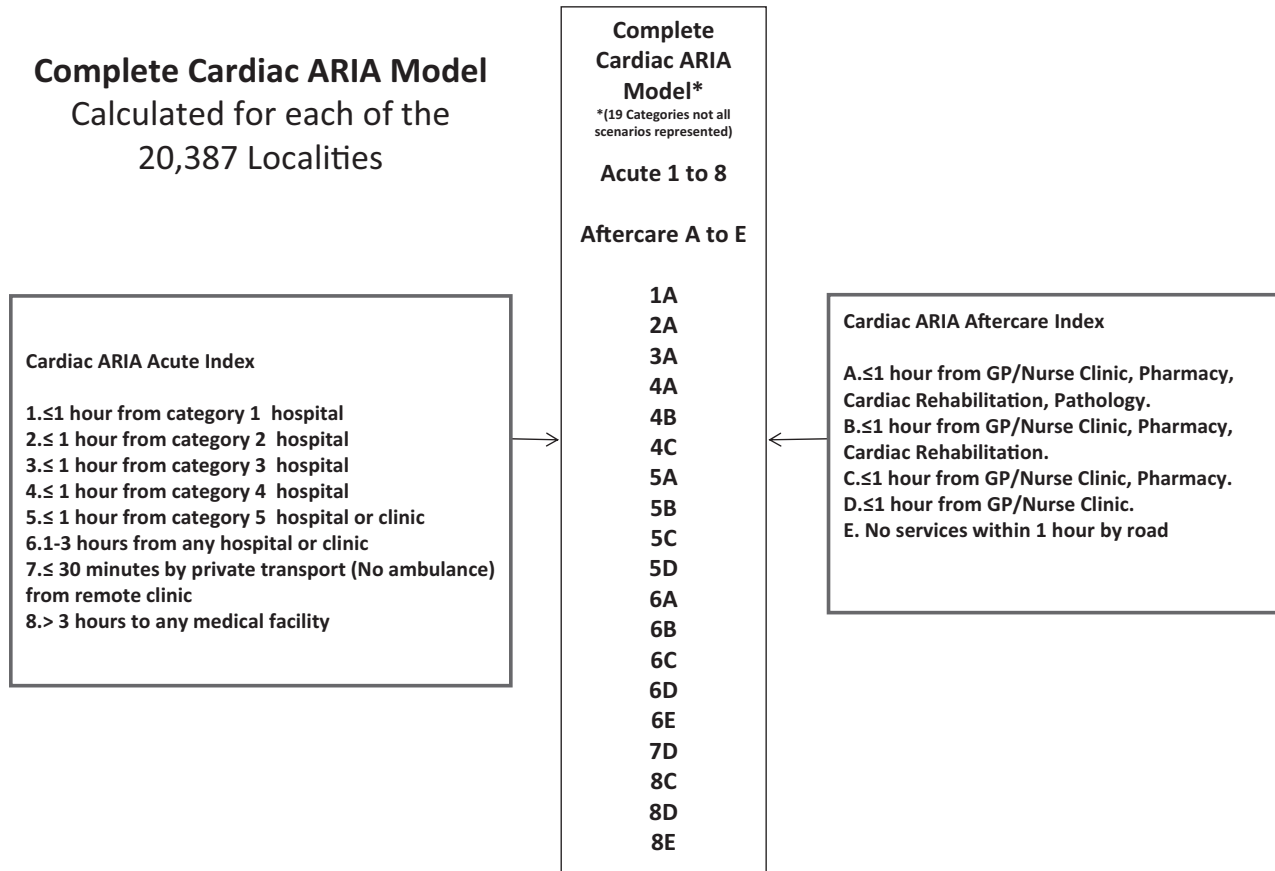 Complete Cardiac ARIA Model
Calculated for each of the
20,387 Localities
Complete
Cardiac ARIA
Model*
*(19 Categories not all
scenarios represented)
Acute 1 to 8
Aftercare A to E
1A
2A
3A
4A
4B
4C
5A
5B
5C
5D
6A
6B
6C
6D
6E
7D
8C
8D
8E
Cardiac ARIA Acute Index
1.≤1 hour from category 1  hospital
2.≤ 1 hour from category 2  hospital
3.≤ 1 hour from category 3  hospital
4.≤ 1 hour from category 4  hospital
5.≤ 1 hour from category 5  hospital or clinic
6.1-3 hours from any hospital or clinic
7.≤ 30 minutes by private transport (No ambulance)
from remote clinic
8.> 3 hours to any medical facility
Cardiac ARIA Aftercare Index
A.≤1 hour from GP/Nurse Clinic, Pharmacy,
Cardiac Rehabilitation, Pathology.
B.≤1 hour from GP/Nurse Clinic, Pharmacy,
Cardiac Rehabilitation.
C.≤1 hour from GP/Nurse Clinic, Pharmacy.
D.≤1 hour from GP/Nurse Clinic.
E. No services within 1 hour by road